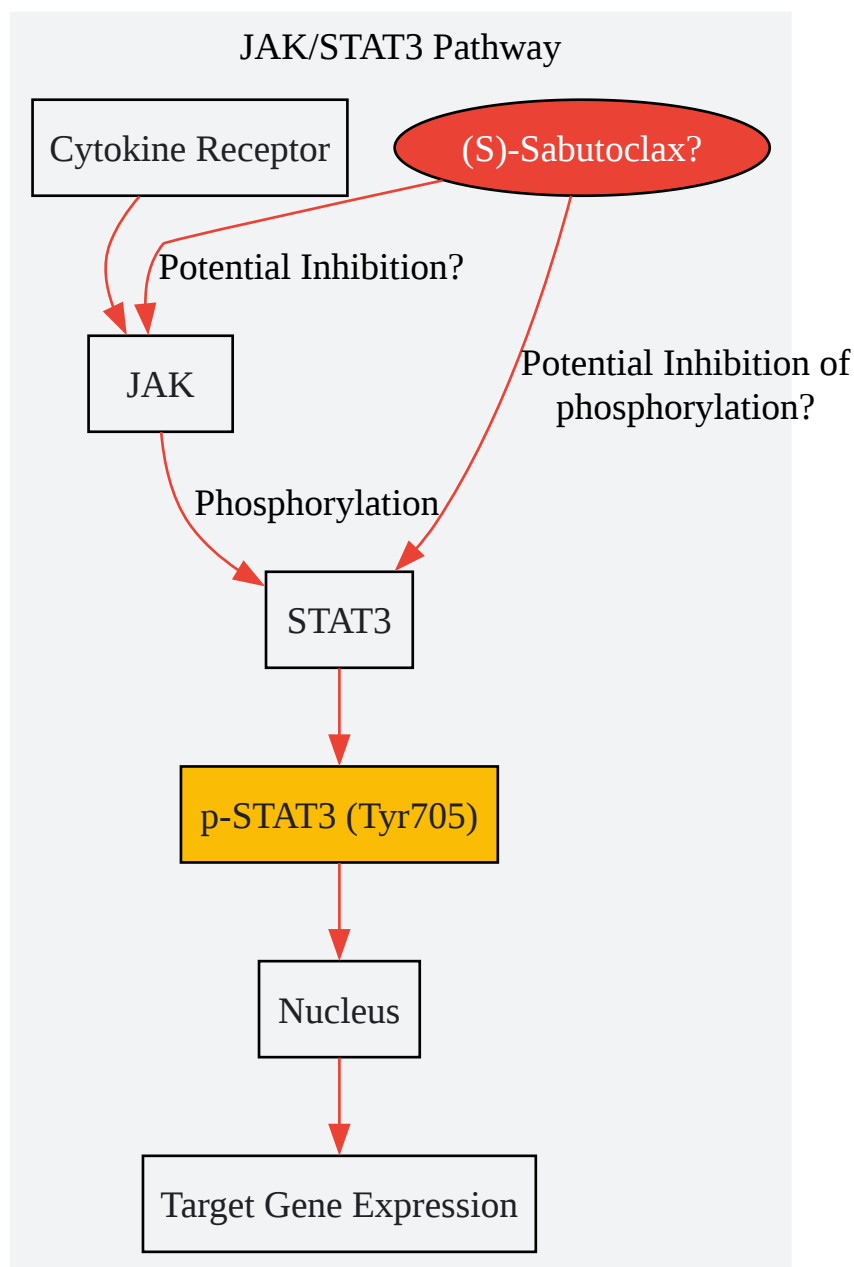 JAK/STAT3 Pathway
Cytokine Receptor
(S)-Sabutoclax?
Potential Inhibition?
Potential Inhibition of
phosphorylation?
JAK
Phosphorylation
STAT3
p-STAT3 (Tyr705)
Nucleus
Target Gene Expression